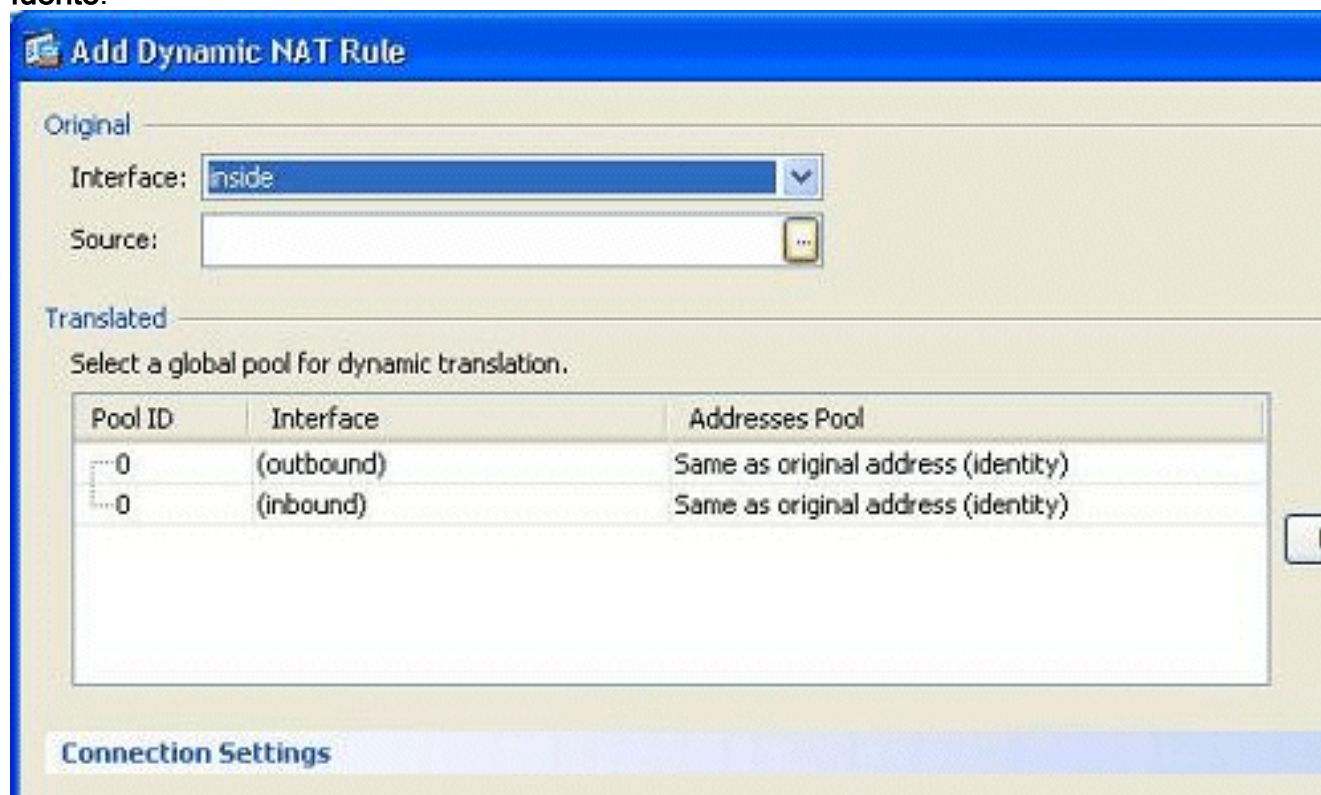 Add Dynamic NAT Rule
Original
Interface: inside
Source: ...
Translated
Select a global pool for dynamic translation.
Pool ID Interface Addresses Pool
0 (outbound) Same as original address (identity)
0 (inbound) Same as original address (identity)
Connection Settings